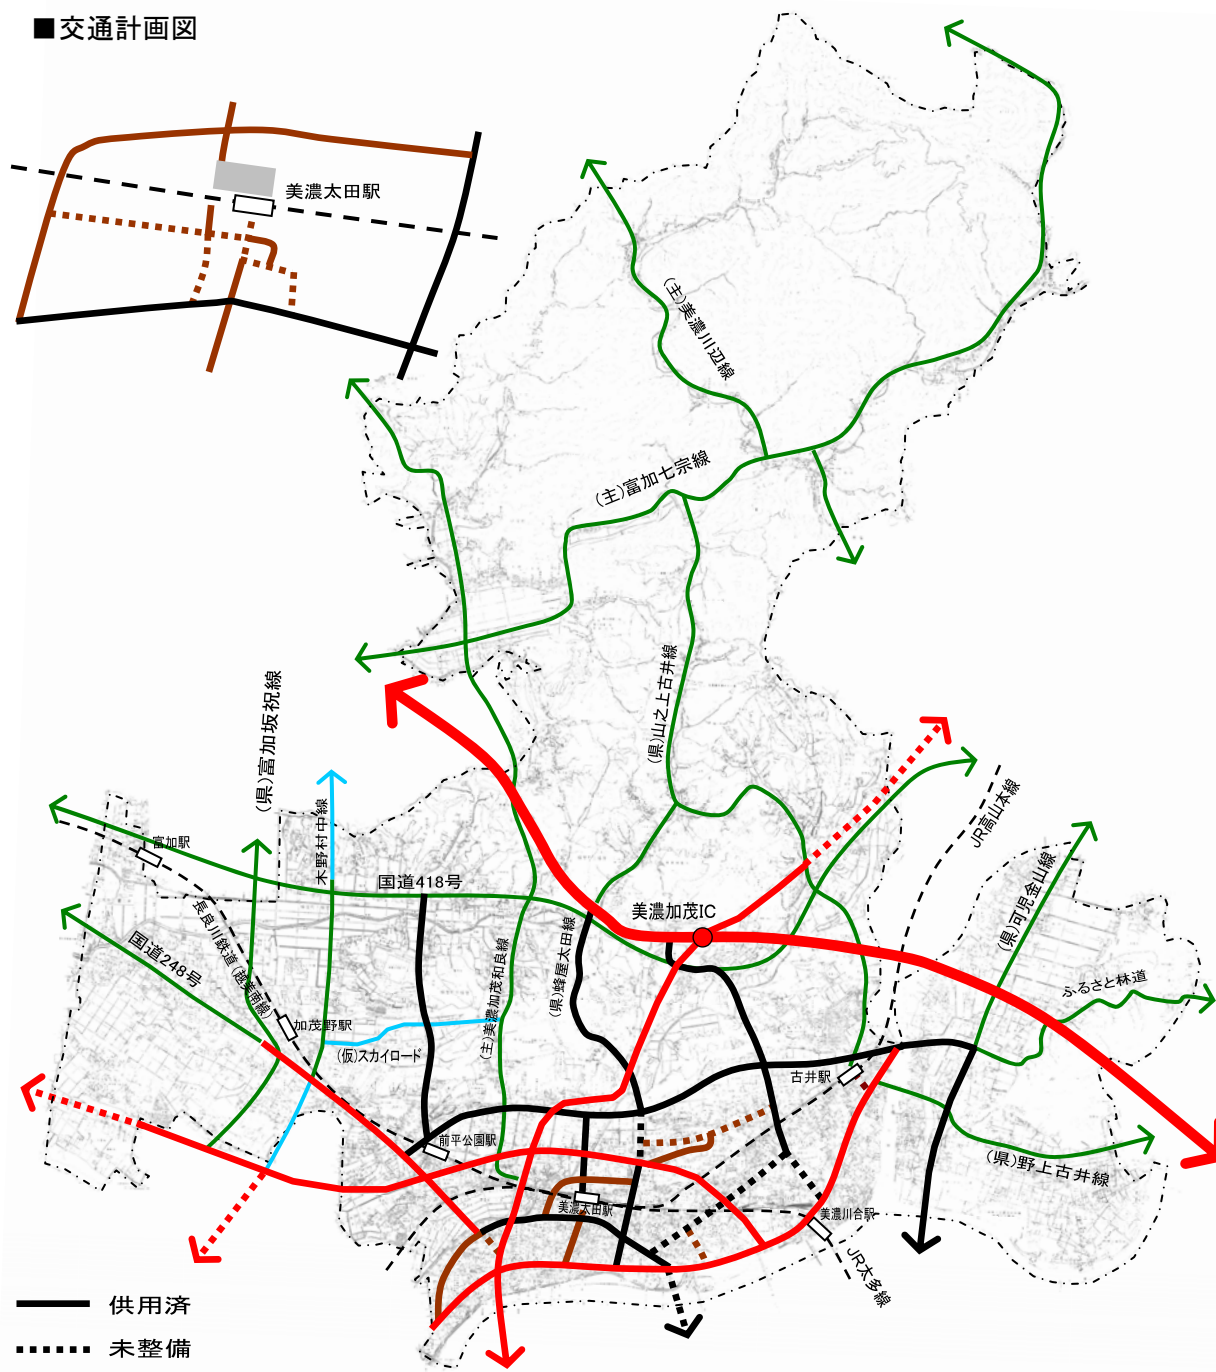 ■交通計画図
美濃太田駅
(主)美濃川辺線
(主)富加七宗線
(県)山之上古井線
(県)富加坂祝線
木野村中線
富加駅
国道418号
美濃加茂IC
JR高山本線
(県)可児金山線
長良川鉄道(越美南線)
国道248号
(主)美濃加茂和良線
(県)蜂屋太田線
ふるさと林道
加茂野駅
(仮)スカイロード
古井駅
前平公園駅
(県)野上古井線
美濃太田駅
美濃川合駅
JR太多線
供用済
未整備